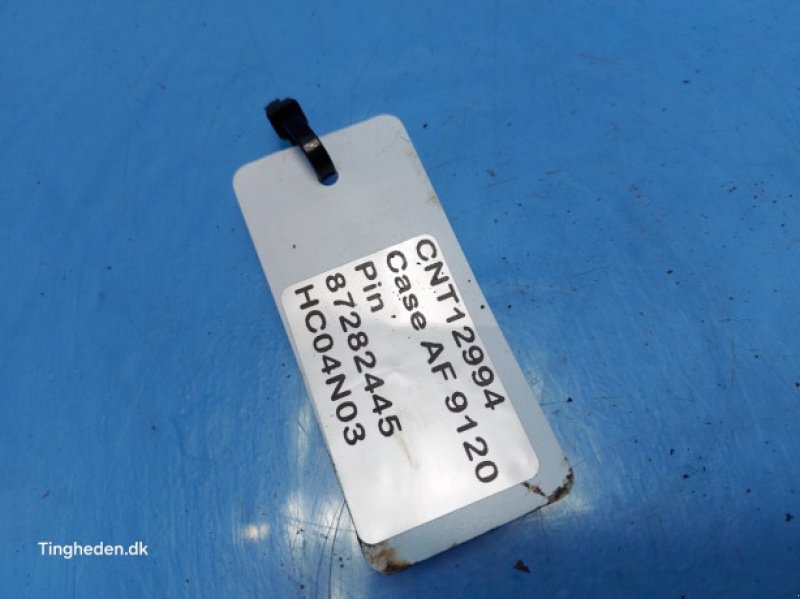 CNT12994
Case AF 9120
Pin .
87282445
HC04N03
Tingheden.dk